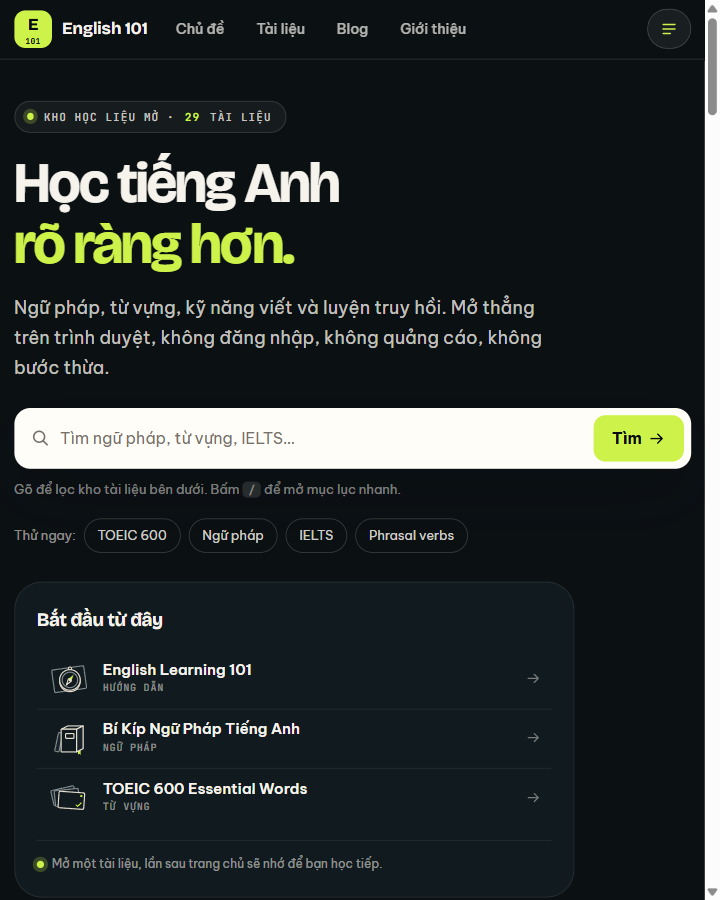 E
101
English 101
Chủ đề
Tài liệu
Blog
Giới thiệu
KHO HỌC LIỆU MỞ · 29 TÀI LIỆU
Học tiếng Anh
rõ ràng hơn.
Ngữ pháp, từ vựng, kỹ năng viết và luyện truy hồi. Mở thẳng
trên trình duyệt, không đăng nhập, không quảng cáo, không
bước thừa.
Tìm ngữ pháp, từ vựng, IELTS...
Tìm →
Gõ để lọc kho tài liệu bên dưới. Bấm / để mở mục lục nhanh.
Thử ngay:
TOEIC 600
Ngữ pháp
IELTS
Phrasal verbs
Bắt đầu từ đây
English Learning 101
HƯỚNG DẪN
→
Bí Kíp Ngữ Pháp Tiếng Anh
NGỮ PHÁP
→
TOEIC 600 Essential Words
TỪ VỰNG
→
Mở một tài liệu, lần sau trang chủ sẽ nhớ để bạn học tiếp.